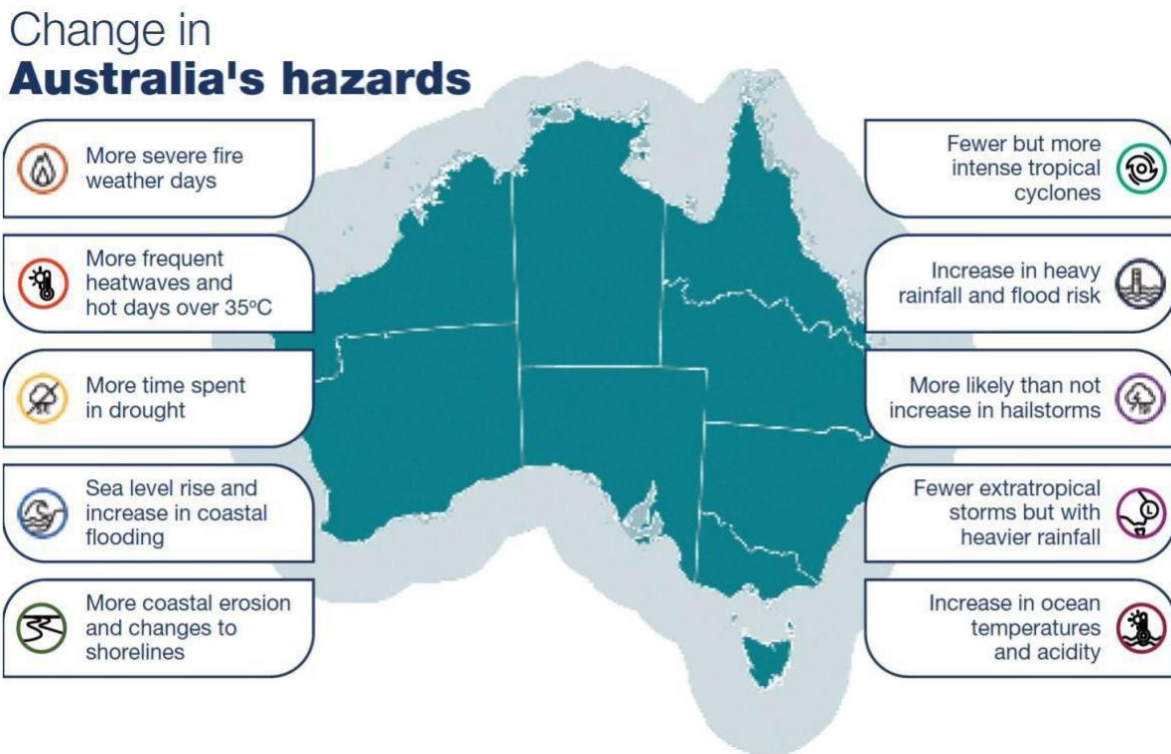 Change in
Australia's hazards
More severe fire
weather days
More frequent
heatwaves and
hot days over 35ºC
More time spent
in drought
Sea level rise and
increase in coastal
flooding
More coastal erosion
and changes to
shorelines
Fewer but more
intense tropical
cyclones
Increase in heavy
rainfall and flood risk
More likely than not
increase in hailstorms
Fewer extratropical
storms but with
heavier rainfall
L
Increase in ocean
temperatures
and acidity